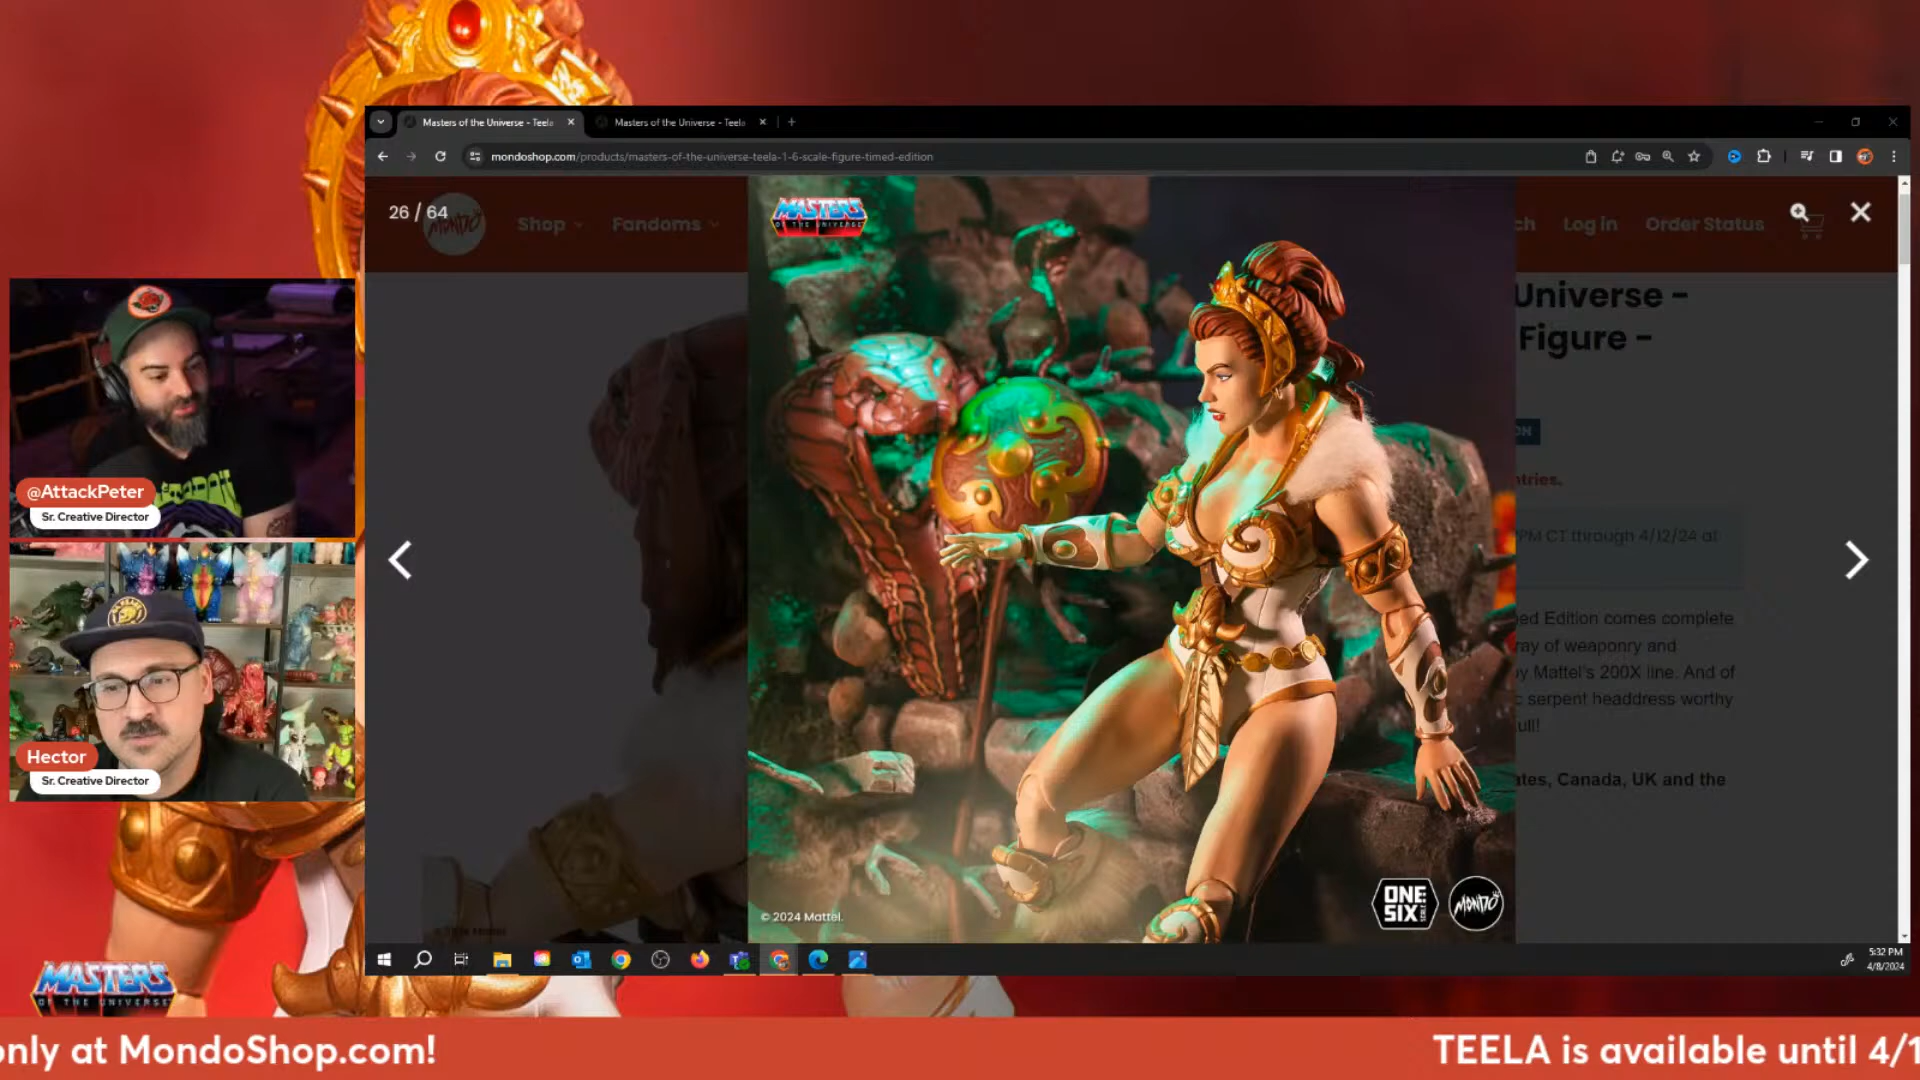 Masters of the Universe - Teela
Masters of the Universe - Teela
mondoshop.com/products/masters-of-the-universe-teela-1-6-scale-figure-timed-edition
26 / 64
MONDO
Shop
Fandoms
MASTERS
OF THE UNIVERSE
ch
Log in
Order Status
Universe -
Figure -
ntries.
PM CT through 4/12/24 at
ed Edition comes complete
ray of weaponry and
y Mattel's 200X line. And of
c serpent headdress worthy
ull!
ates, Canada, UK and the
@AttackPeter
Sr. Creative Director
Hector
Sr. Creative Director
© 2024 Mattel.
ONE
SIX
SCALE
MONDO
5:32 PM
4/8/2024
MASTERS
OF THE UNIVERSE
only at MondoShop.com!
TEELA is available until 4/1